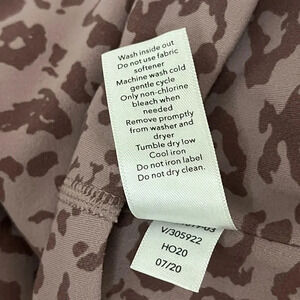 Wash inside out
Do not use fabric
softener
Machine wash cold
gentle cycle
Only non-chlorine
bleach when
needed
Remove promptly
from washer and
dryer
Tumble dry low
Cool iron
Do not iron label
Do not dry clean.
V/305922
HO20
07/20